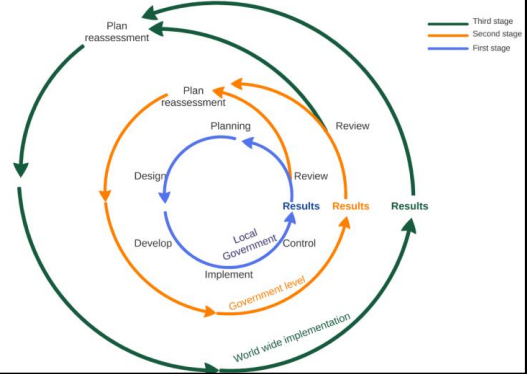 Third stage
Second stage
First stage
Plan
reassessment
Plan
reassessment
Planning
Review
Design
Review
Results
Results
Results
Local
Government
Develop
Control
Implement
Government level
World wide implementation